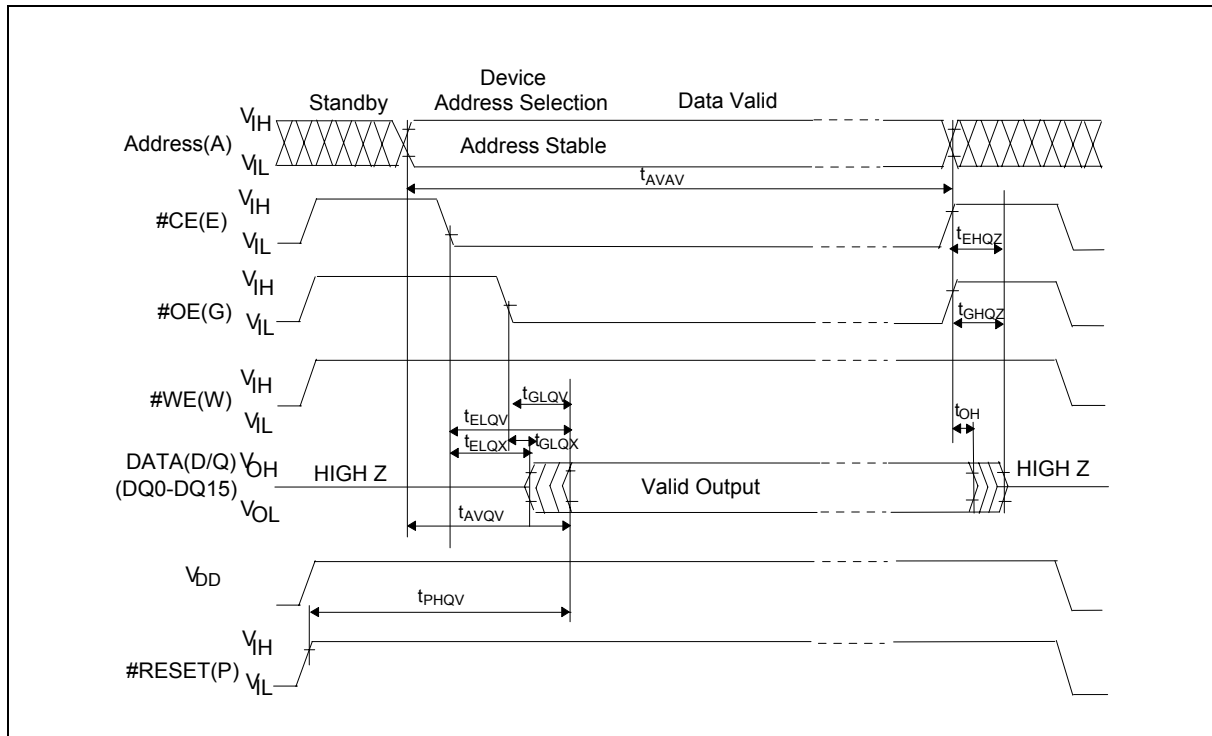 Device
Standby Address Selection Data Valid
VIH
Address(A) Address Stable
VIL
tAVAV
VIH
#CE(E)
VIL
tEHQZ
VIH
#OE(G)
VIL
tGHQZ
VIH
#WE(W)
VIL
tGLQV
tELQV
tOH
tELQX tGLQX
DATA(D/Q) VOH
HIGH Z Valid Output HIGH Z
(DQ0-DQ15)
VOL
tAVQV
VDD
tPHQV
VIH
#RESET(P)
VIL